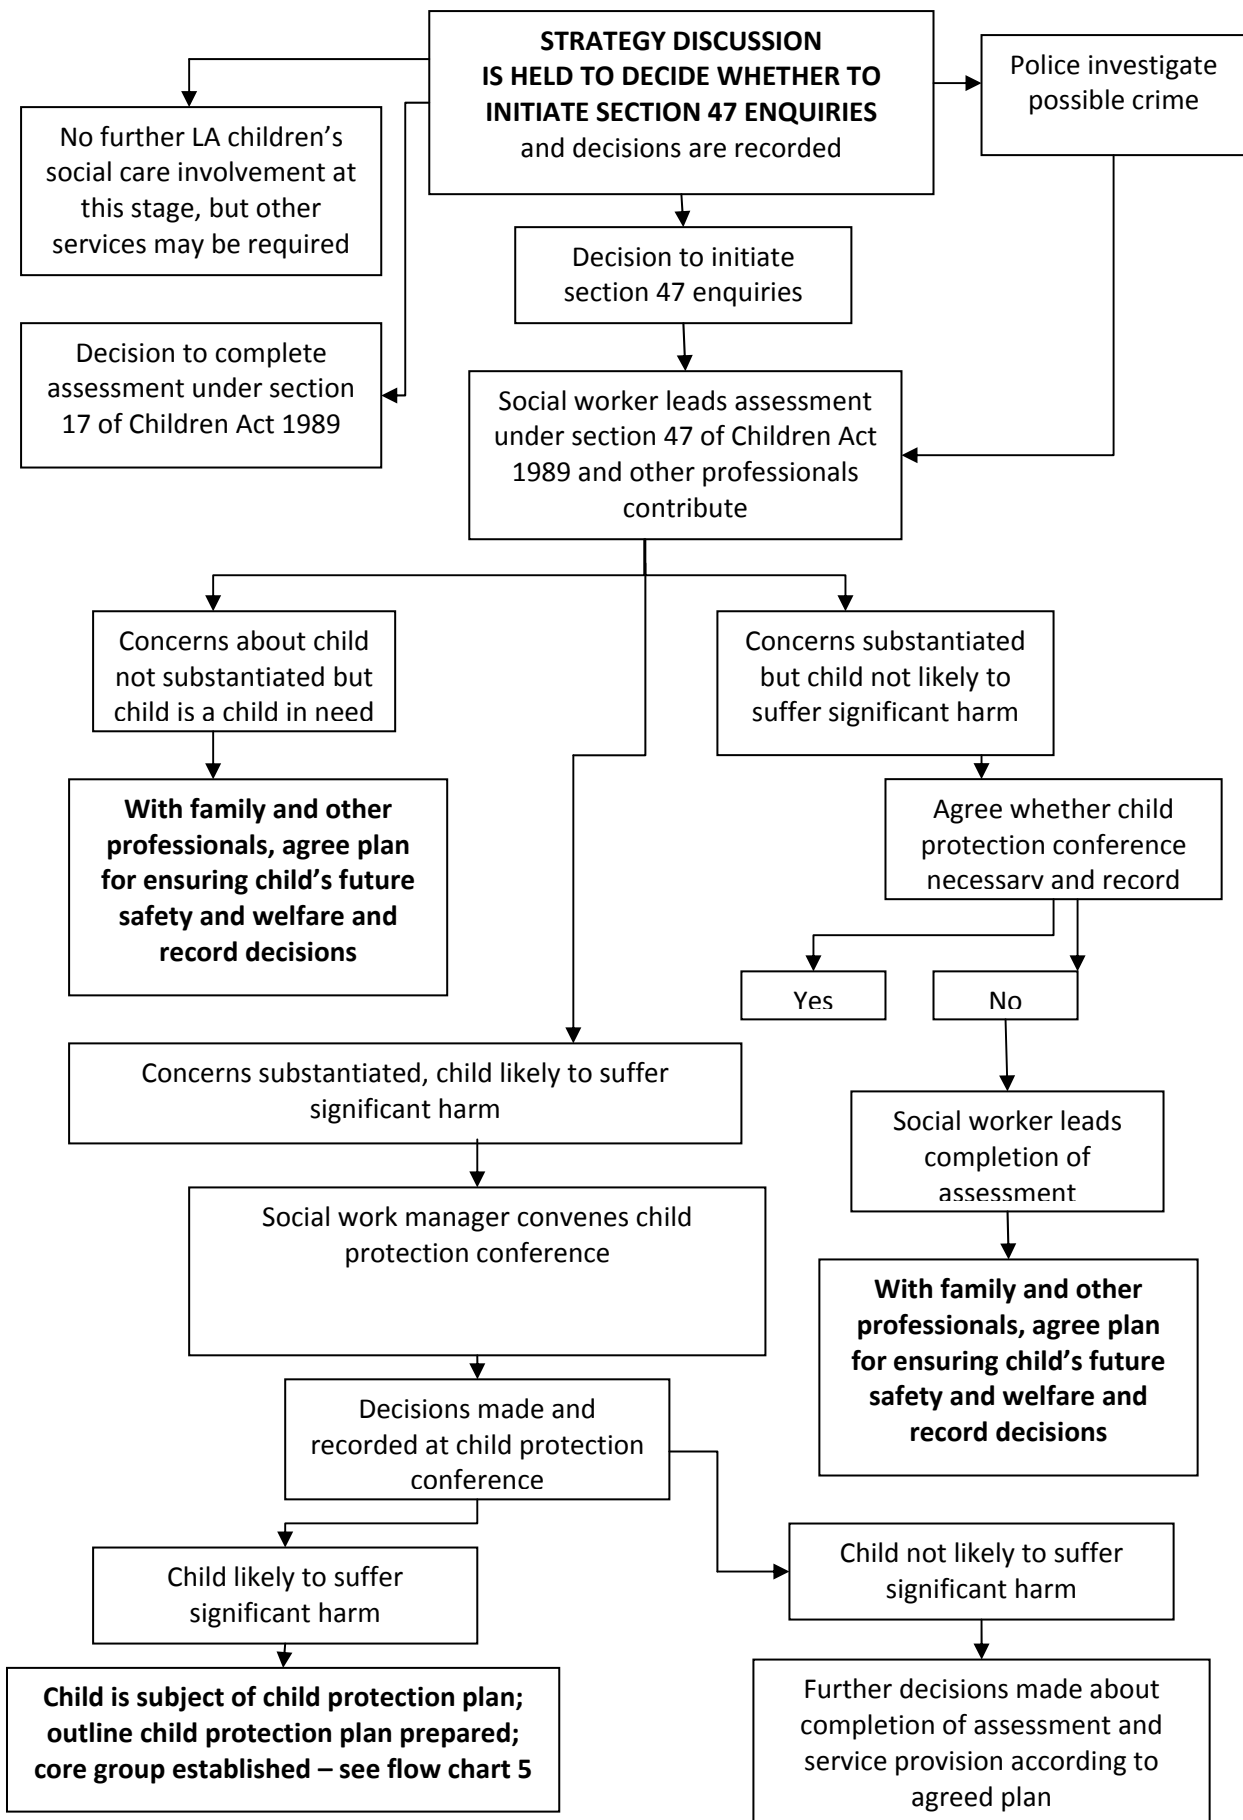 STRATEGY DISCUSSION
IS HELD TO DECIDE WHETHER TO
INITIATE SECTION 47 ENQUIRIES
and decisions are recorded
Police investigate
possible crime
No further LA children’s
social care involvement at
this stage, but other
services may be required
Decision to initiate
section 47 enquiries
Decision to complete
assessment under section
17 of Children Act 1989
Social worker leads assessment
under section 47 of Children Act
1989 and other professionals
contribute
Concerns about child
not substantiated but
child is a child in need
Concerns substantiated
but child not likely to
suffer significant harm
With family and other
professionals, agree plan
for ensuring child’s future
safety and welfare and
record decisions
Agree whether child
protection conference
necessary and record
Yes
No
Concerns substantiated, child likely to suffer
significant harm
Social worker leads
completion of
assessment
Social work manager convenes child
protection conference
With family and other
professionals, agree plan
for ensuring child’s future
safety and welfare and
record decisions
Decisions made and
recorded at child protection
conference
Child likely to suffer
significant harm
Child not likely to suffer
significant harm
Child is subject of child protection plan;
outline child protection plan prepared;
core group established – see flow chart 5
Further decisions made about
completion of assessment and
service provision according to
agreed plan